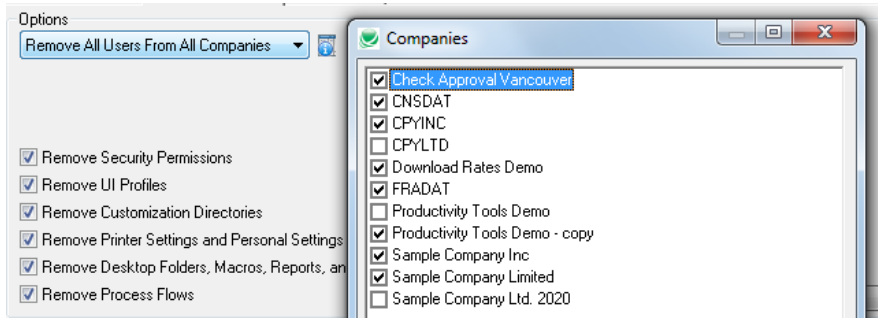 Options
Remove All Users From All Companies
Remove Security Permissions
Remove UI Profiles
Remove Customization Directories
Remove Printer Settings and Personal Settings
Remove Desktop Folders, Macros, Reports, an
Remove Process Flows
Companies
Check Approval Vancouver
CNSDAT
CPYINC
CPYLTD
Download Rates Demo
FRADAT
Productivity Tools Demo
Productivity Tools Demo - copy
Sample Company Inc
Sample Company Limited
Sample Company Ltd. 2020